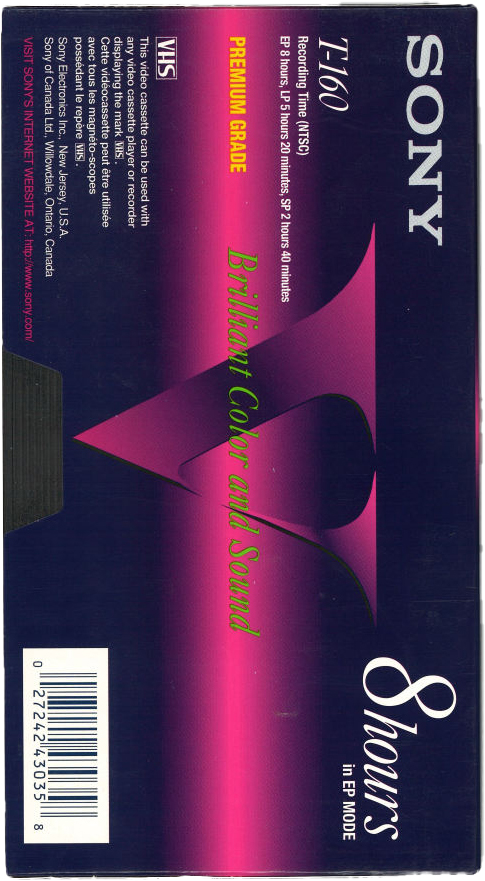 SONY
8 hours
in EP MODE
T-160
Recording Time (NTSC)
EP 8 hours, LP 5 hours 20 minutes, SP 2 hours 40 minutes
PREMIUM GRADE
Brilliant Color and Sound
VHS
This video cassette can be used with
any video cassette player or recorder
displaying the mark VHS.
Cette vidéocassette peut être utilisée
avec tous les magnéto-scopes
possédant le repère VHS.
Sony Electronics Inc., New Jersey, U.S.A.
Sony of Canada Ltd., Willowdale, Ontario, Canada
VISIT SONY'S INTERNET WEBSITE AT: http://www.sony.com/
0 27242 43035 8